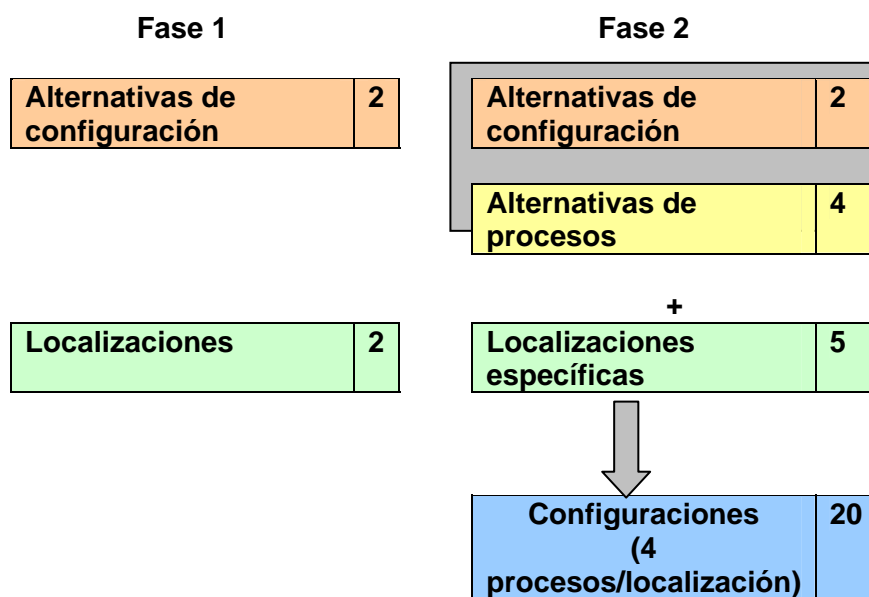 Fase 1
Fase 2
Alternativas de
configuración
2
Alternativas de
configuración
2
Alternativas de
procesos
4
+
Localizaciones
2
Localizaciones
específicas
5
Configuraciones
(4
procesos/localización)
20